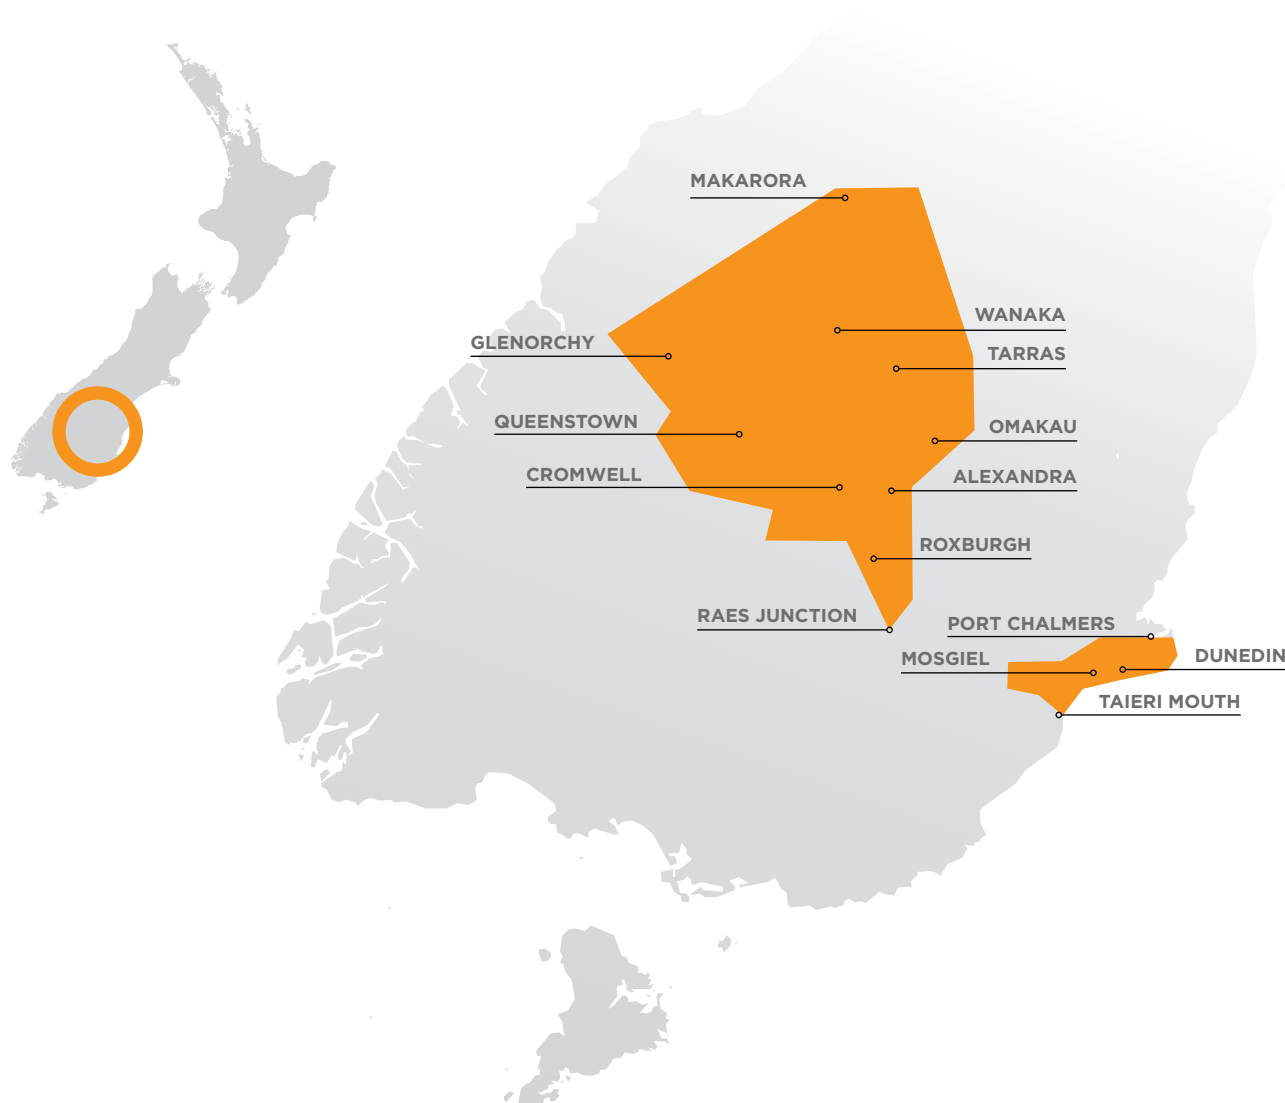 MAKARORA
WANAKA
GLENORCHY
TARRAS
QUEENSTOWN
OMAKAU
CROMWELL
ALEXANDRA
ROXBURGH
RAES JUNCTION
PORT CHALMERS
MOSGIEL
DUNEDIN
TAIERI MOUTH